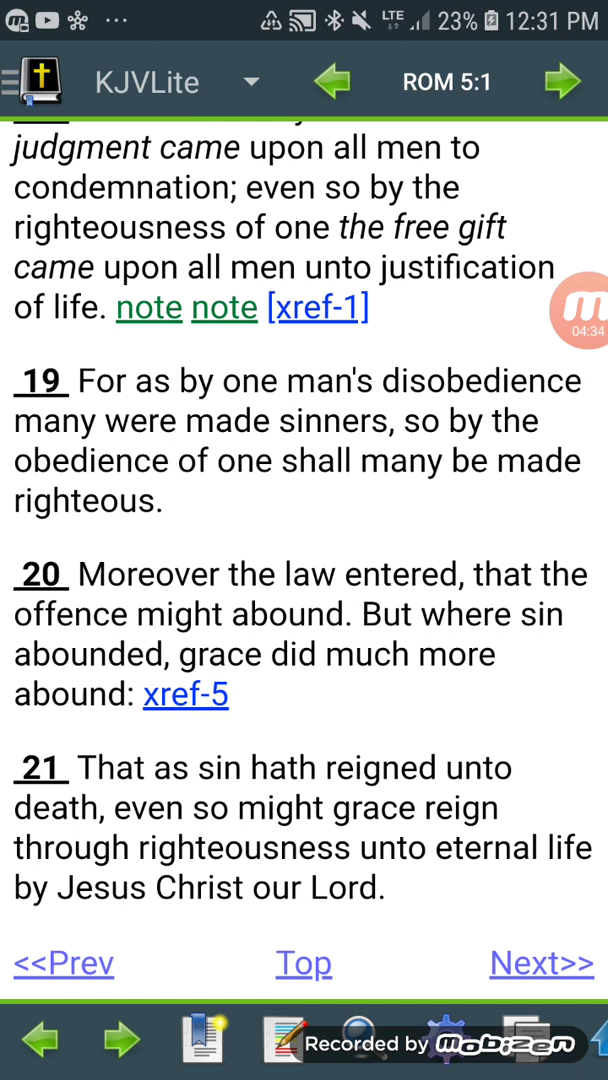 LTE 23% 12:31 PM
KJVLite ROM 5:1
judgment came upon all men to
condemnation; even so by the
righteousness of one the free gift
came upon all men unto justification
of life. note note [xref-1]
04:34
19 For as by one man's disobedience
many were made sinners, so by the
obedience of one shall many be made
righteous.
20 Moreover the law entered, that the
offence might abound. But where sin
abounded, grace did much more
abound: xref-5
21 That as sin hath reigned unto
death, even so might grace reign
through righteousness unto eternal life
by Jesus Christ our Lord.
<<Prev Top Next>>
Recorded by mobizen